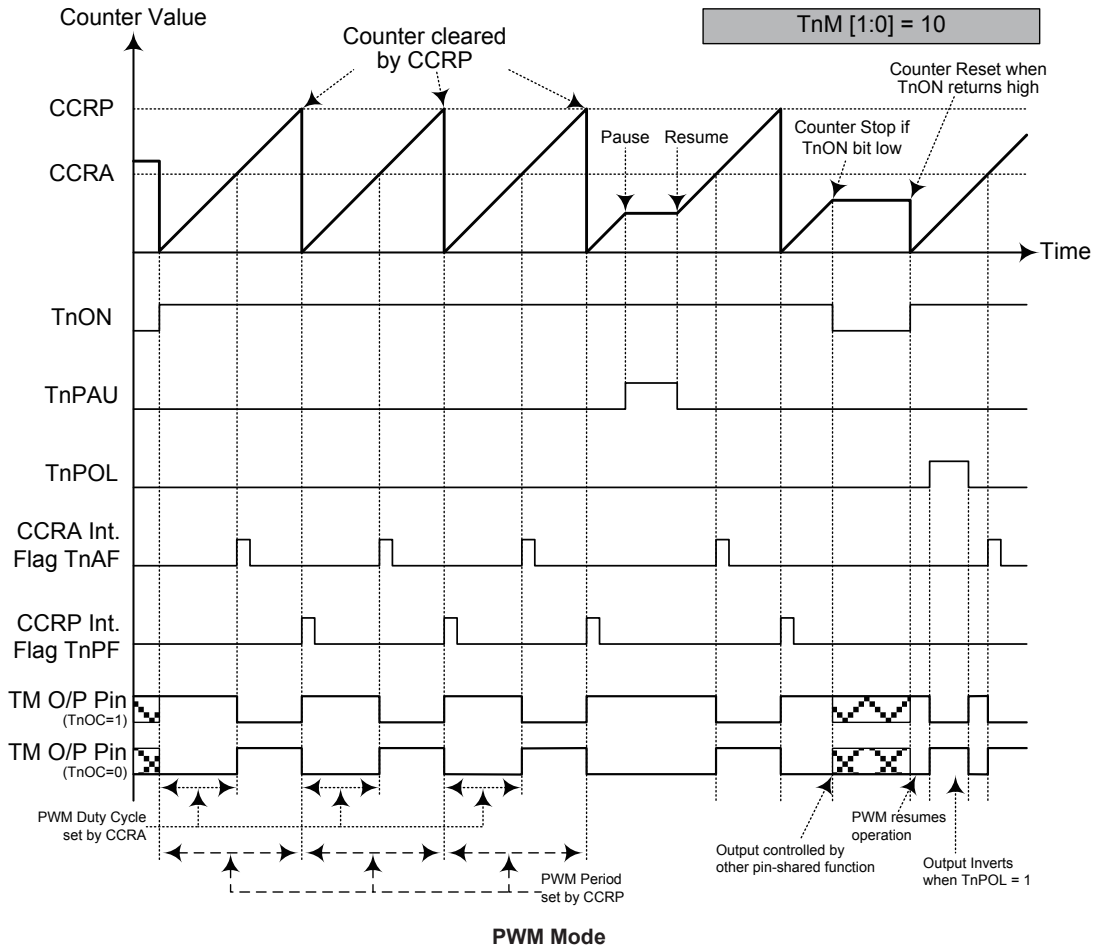 Counter Value
TnM [1:0] = 10
Counter cleared
by CCRP
Counter Reset when
TnON returns high
CCRP
Pause
Resume
Counter Stop if
TnON bit low
CCRA
Time
TnON
TnPAU
TnPOL
CCRA Int.
Flag TnAF
CCRP Int.
Flag TnPF
TM O/P Pin
(TnOC=1)
TM O/P Pin
(TnOC=0)
PWM Duty Cycle
set by CCRA
PWM Period
set by CCRP
Output controlled by
other pin-shared function
PWM resumes
operation
Output Inverts
when TnPOL = 1
PWM Mode